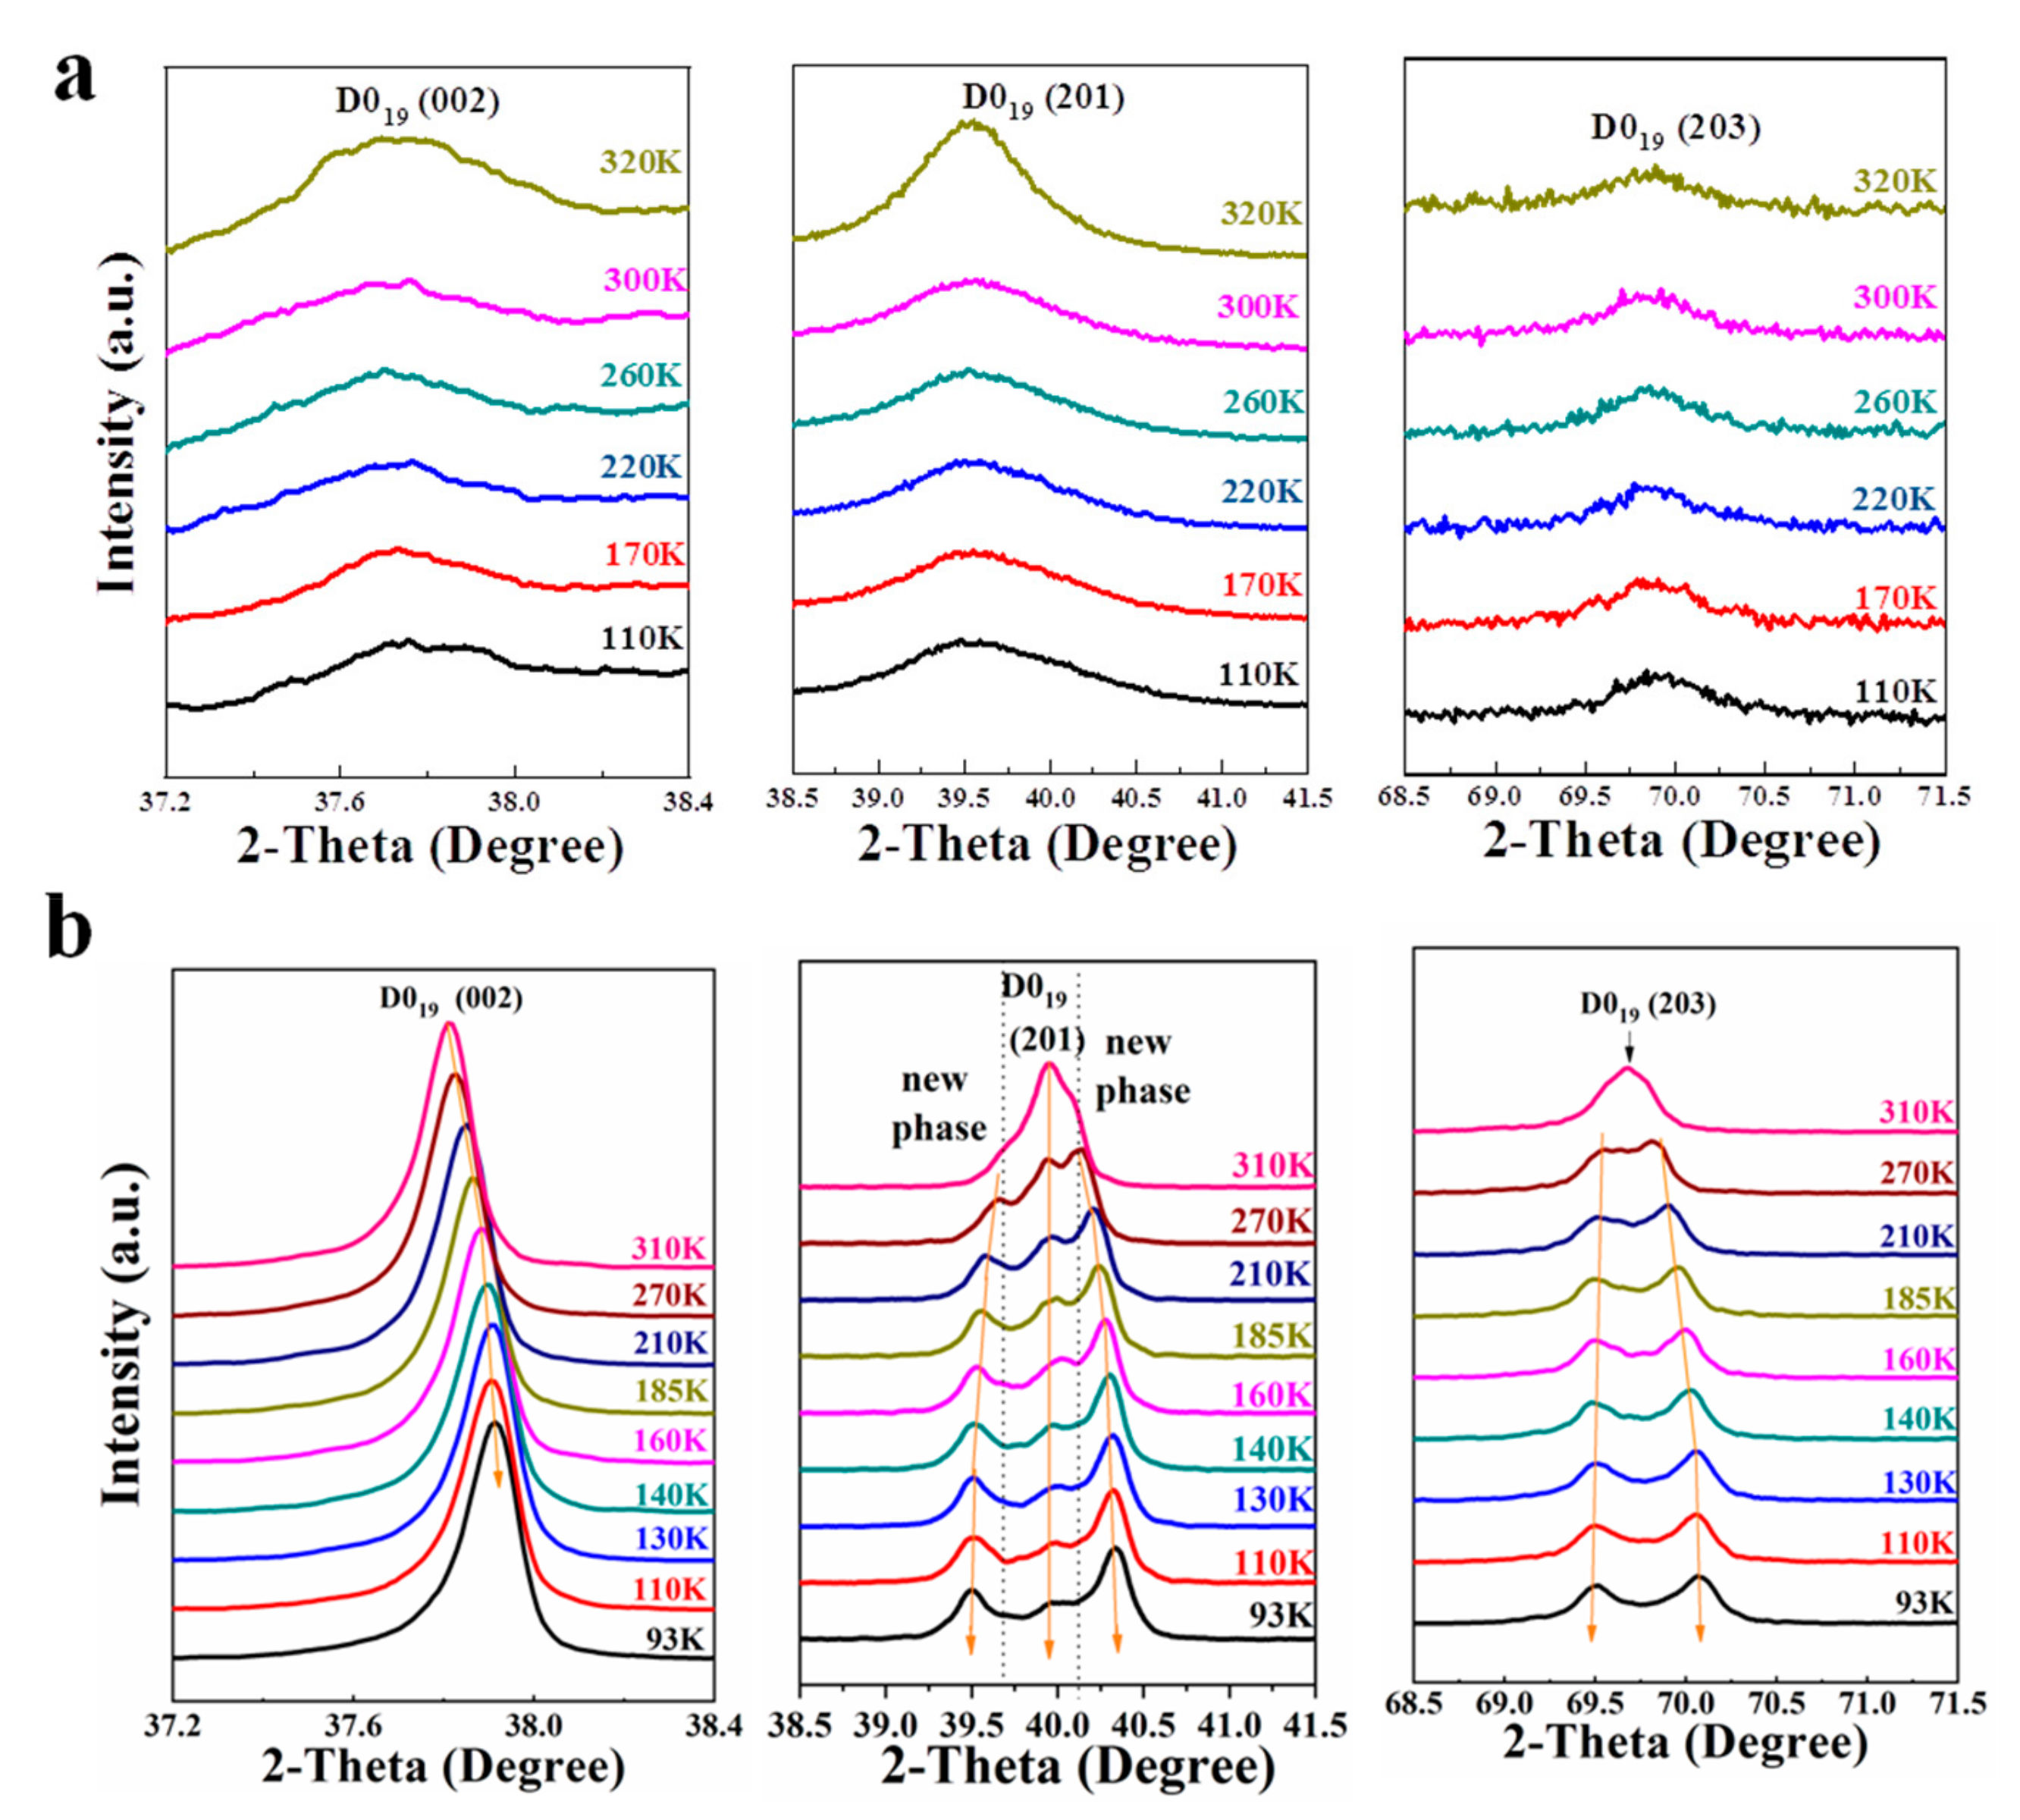 a
D0₁₉ (002)
320K
300K
260K
220K
170K
110K
37.2 37.6 38.0 38.4
2-Theta (Degree)
Intensity (a.u.)
D0₁₉ (201)
320K
300K
260K
220K
170K
110K
38.5 39.0 39.5 40.0 40.5 41.0 41.5
2-Theta (Degree)
D0₁₉ (203)
320K
300K
260K
220K
170K
110K
68.5 69.0 69.5 70.0 70.5 71.0 71.5
2-Theta (Degree)
b
D0₁₉ (002)
310K
270K
210K
185K
160K
140K
130K
110K
93K
37.2 37.6 38.0 38.4
2-Theta (Degree)
Intensity (a.u.)
D0₁₉
(201)
new
phase
new
phase
310K
270K
210K
185K
160K
140K
130K
110K
93K
38.5 39.0 39.5 40.0 40.5 41.0 41.5
2-Theta (Degree)
D0₁₉ (203)
310K
270K
210K
185K
160K
140K
130K
110K
93K
68.5 69.0 69.5 70.0 70.5 71.0 71.5
2-Theta (Degree)